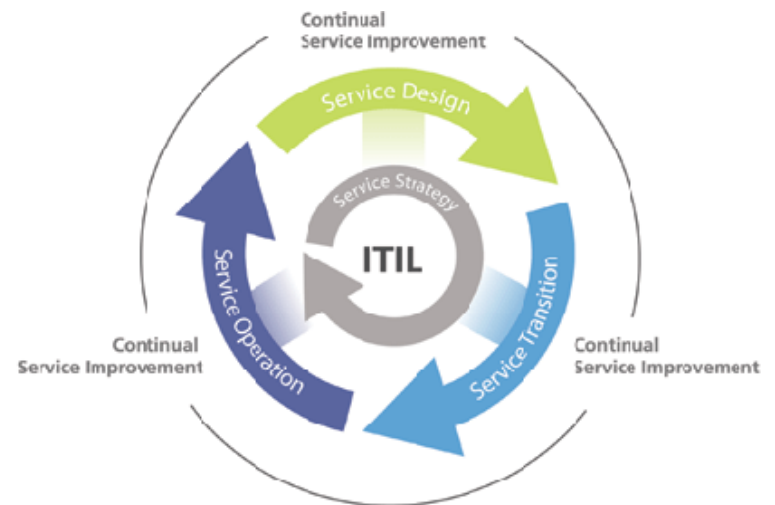 Continual
Service Improvement
Service Design
Service Strategy
ITIL
Service Operation
Service Transition
Continual
Service Improvement
Continual
Service Improvement